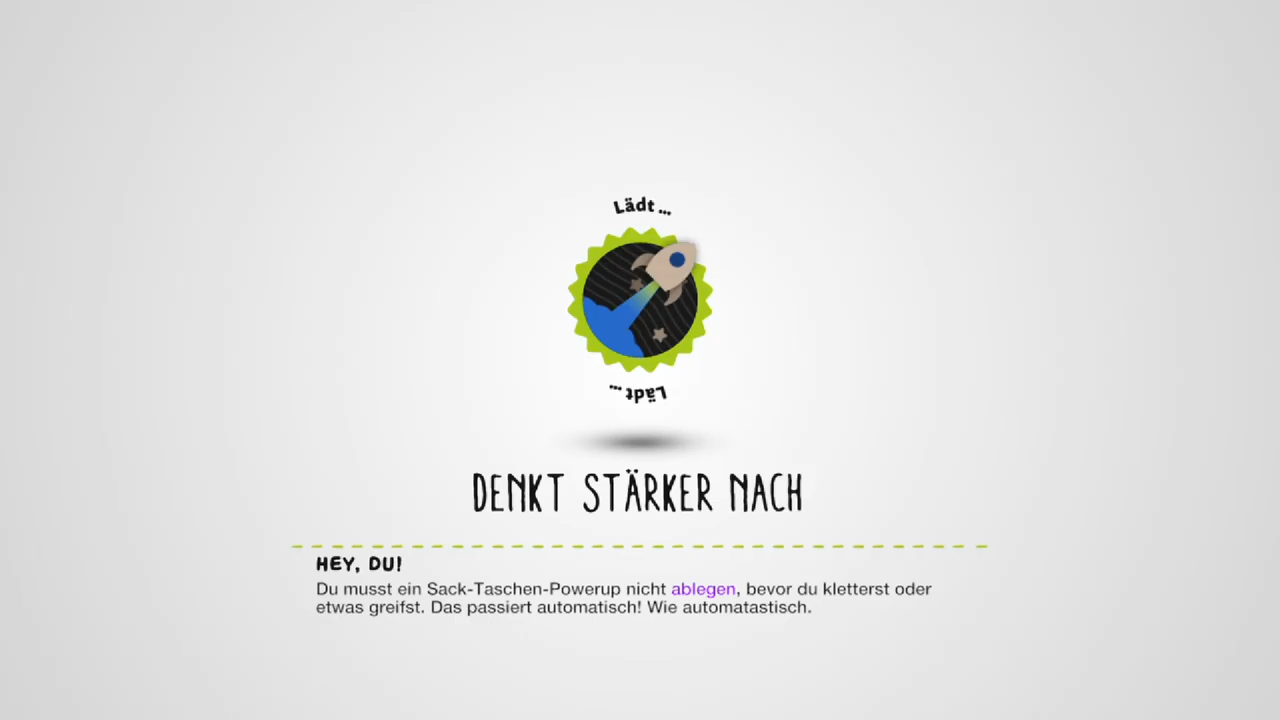 Lädt ...
Lädt ...
DENKT STÄRKER NACH
HEY, DU!
Du musst ein Sack-Taschen-Powerup nicht ablegen, bevor du kletterst oder
etwas greifst. Das passiert automatisch! Wie automatastisch.